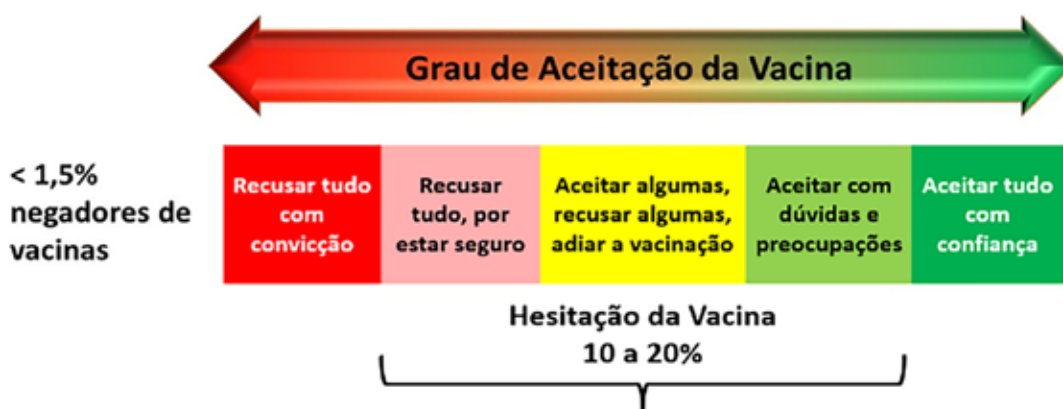 Grau de Aceitação da Vacina
< 1,5%
negadores de
vacinas
Recusar tudo
com
convicção
Recusar
tudo, por
estar seguro
Aceitar algumas,
recusar algumas,
adiar a vacinação
Aceitar com
dúvidas e
preocupações
Aceitar tudo
com
confiança
Hesitação da Vacina
10 a 20%